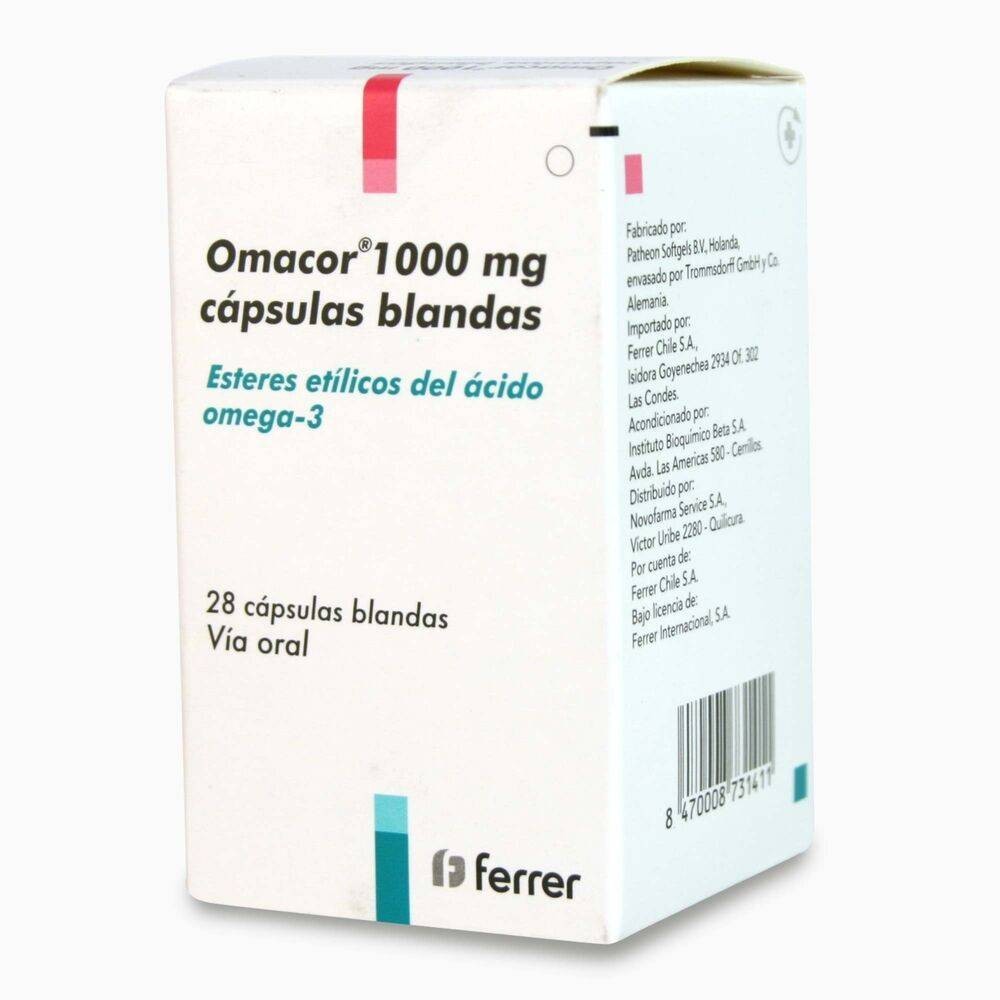 Omacor® 1000 mg
cápsulas blandas
Esteres etílicos del ácido
omega-3
28 cápsulas blandas
Vía oral
ferrer
Fabricado por:
Patheon Softgels B.V., Holanda,
envasado por Trommsdorff GmbH y Co.
Alemania.
Importado por:
Ferrer Chile S.A.,
Isidora Goyenechea 2934 Of. 302
Las Condes.
Acondicionado por:
Instituto Bioquímico Beta S.A.
Avda. Las Americas 580 - Cerrillos.
Distribuido por:
Novofarma Service S.A.,
Víctor Uribe 2280 - Quilicura.
Por cuenta de:
Ferrer Chile S.A.
Bajo licencia de:
Ferrer Internacional, S.A.
8 470008 731411